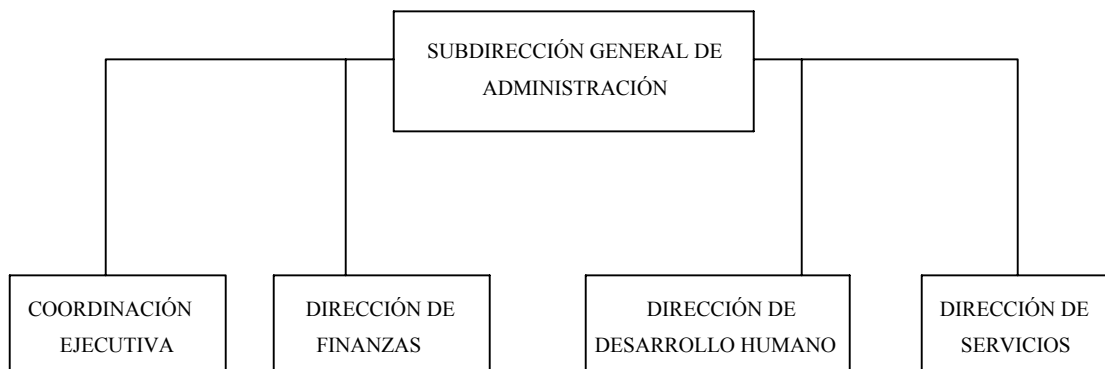 SUBDIRECCIÓN GENERAL DE
ADMINISTRACIÓN
COORDINACIÓN
EJECUTIVA
DIRECCIÓN DE
FINANZAS
DIRECCIÓN DE
DESARROLLO HUMANO
DIRECCIÓN DE
SERVICIOS